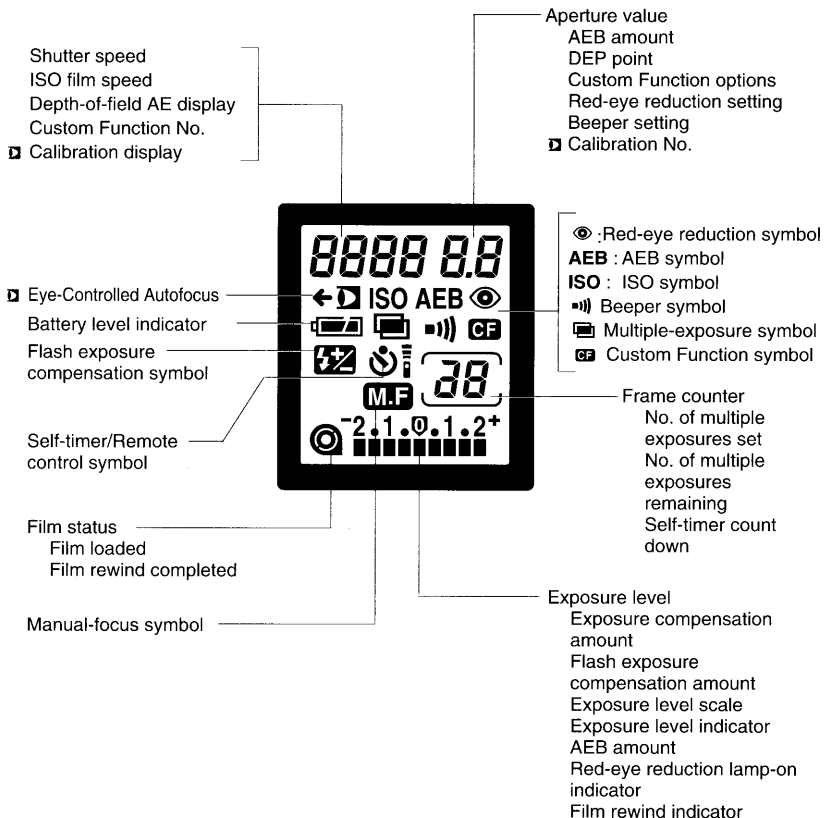 Shutter speed
ISO film speed
Depth-of-field AE display
Custom Function No.
Calibration display
Aperture value
AEB amount
DEP point
Custom Function options
Red-eye reduction setting
Beeper setting
Calibration No.
8888 8.8
ISO AEB
CF
M.F
28
-2.1.0.1.2+
Eye-Controlled Autofocus
Battery level indicator
Flash exposure
compensation symbol
Self-timer/Remote
control symbol
Film status
Film loaded
Film rewind completed
Manual-focus symbol
:Red-eye reduction symbol
AEB : AEB symbol
ISO : ISO symbol
Beeper symbol
Multiple-exposure symbol
CF Custom Function symbol
Frame counter
No. of multiple
exposures set
No. of multiple
exposures
remaining
Self-timer count
down
Exposure level
Exposure compensation
amount
Flash exposure
compensation amount
Exposure level scale
Exposure level indicator
AEB amount
Red-eye reduction lamp-on
indicator
Film rewind indicator